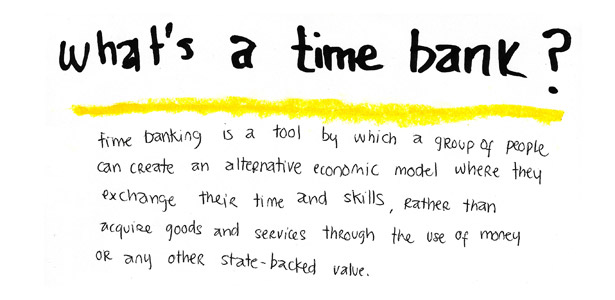 what's a time bank?
time banking is a tool by which a group of people
can create an alternative economic model where they
exchange their time and skills, rather than
acquire goods and services through the use of money
or any other state-backed value.